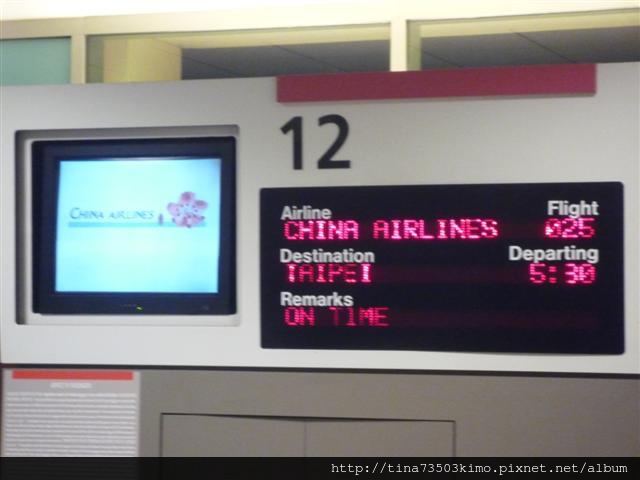 12
CHINA AIRLINES
Airline Flight
CHINA AIRLINES 025
Destination Departing
TAIPEI 5:30
Remarks
ON TIME
http://tina73503kimo.pixnet.net/album